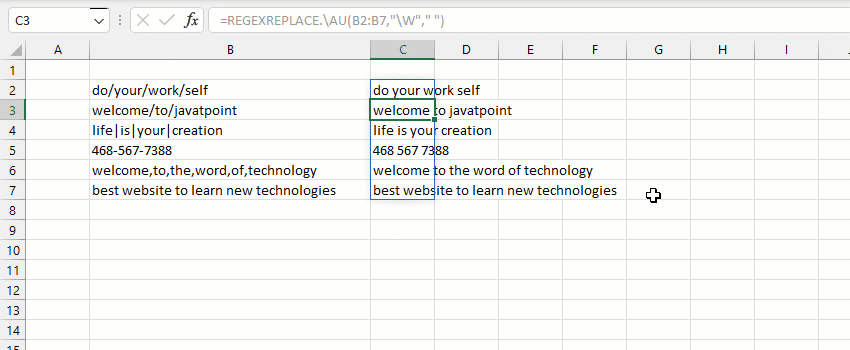 C3 fx =REGEXREPLACE.\AU(B2:B7,"\W"," ")
A B C D E F G H I
1
2 do/your/work/self do your work self
3 welcome/to/javatpoint welcome to javatpoint
4 life|is|your|creation life is your creation
5 468-567-7388 468 567 7388
6 welcome,to,the,word,of,technology welcome to the word of technology
7 best website to learn new technologies best website to learn new technologies
8
9
10
11
12
13
14
15